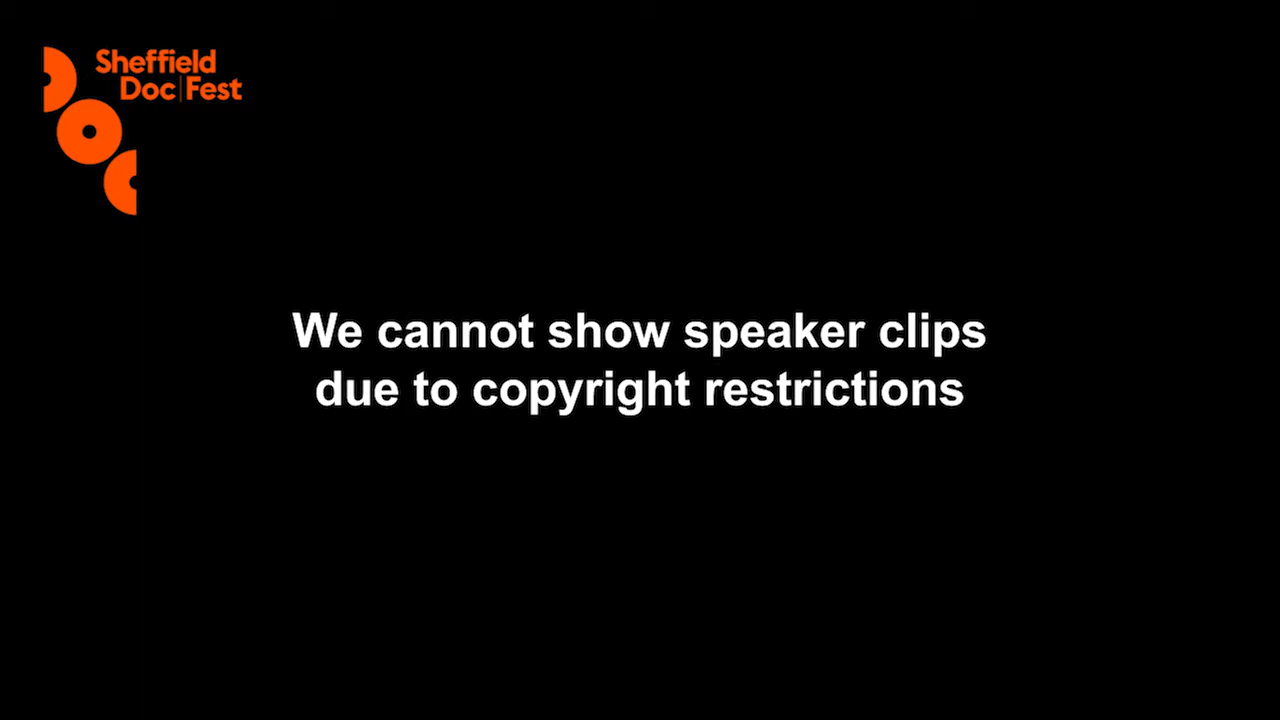 Sheffield
Doc|Fest
We cannot show speaker clips
due to copyright restrictions